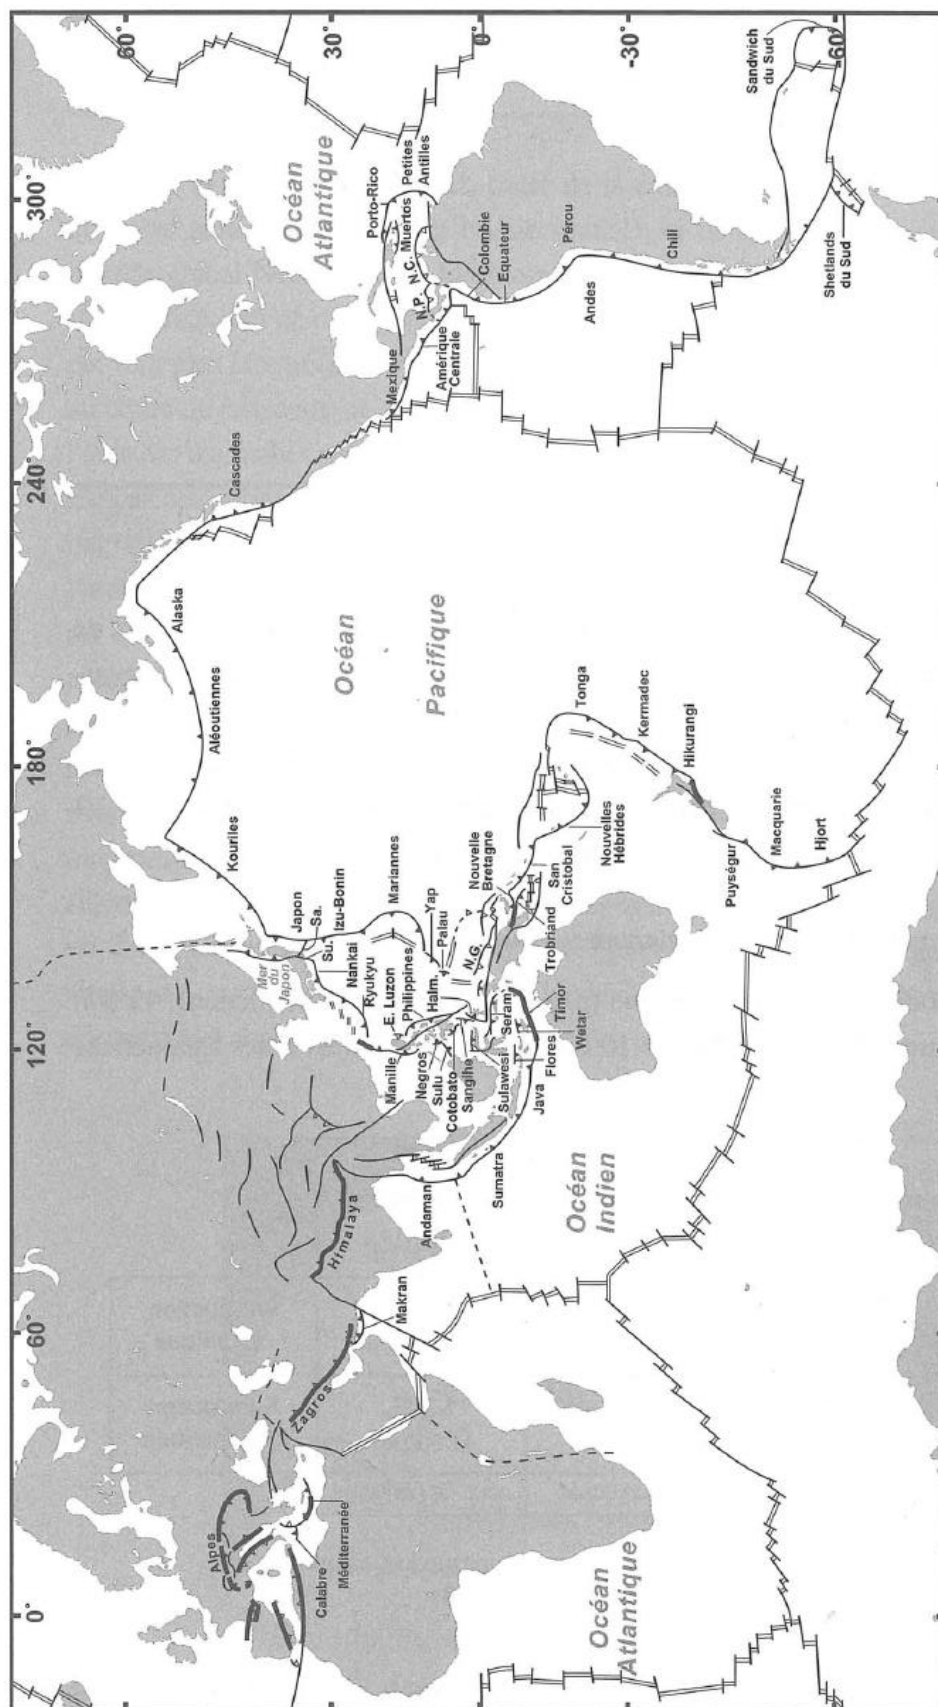 0°
60°
120°
180°
240°
300°
60°
30°
0°
-30°
-60°
Alpes
Calabre
Méditerranée
Zagros
Makran
Himalaya
Andaman
Sumatra
Java
Flores
Wetar
Timor
Seram
Sulawesi
Sangihe
Cotobato
Sulu
Negros
Manille
E. Luzon
Philippines
Halm.
Ryukyu
Nankai
Mer
du
Japon
Su.
Sa.
Japon
Izu-Bonin
Mariannes
Yap
Palau
N.G.
Trobriand
Nouvelle
Bretagne
San
Cristobal
Nouvelles
Hébrides
Tonga
Kermadec
Hikurangi
Puységur
Macquarie
Hjort
Kouriles
Aléoutiennes
Alaska
Cascades
Mexique
Amérique
Centrale
N.P.
N.C.
Muertos
Porto-Rico
Petites
Antilles
Colombie
Equateur
Pérou
Andes
Chili
Shetlands
du Sud
Sandwich
du Sud
Océan
Atlantique
Océan
Indien
Océan
Pacifique
Océan
Atlantique